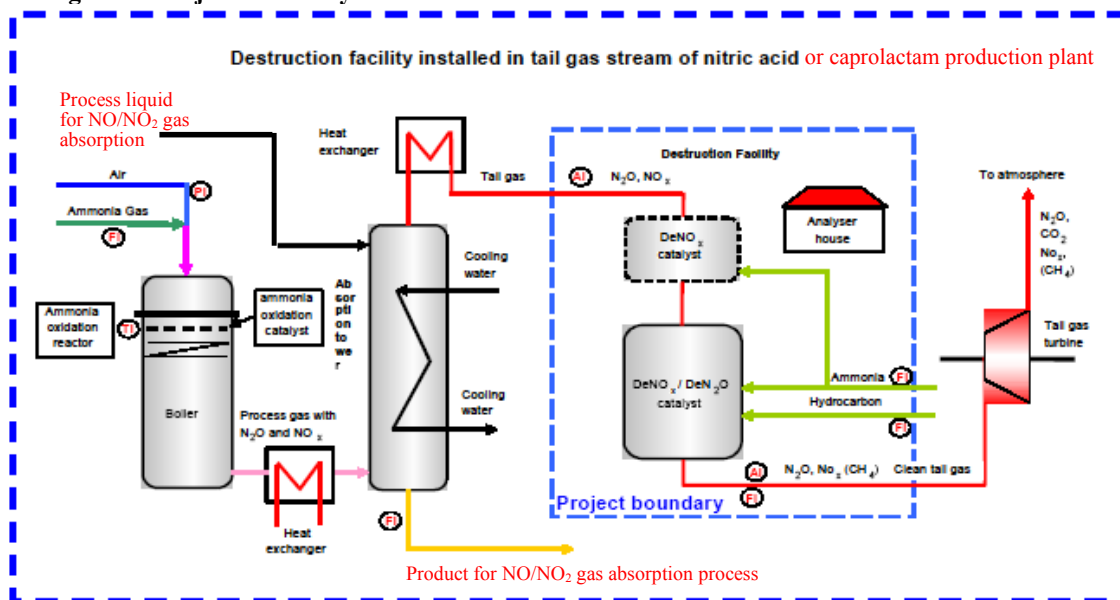 Destruction facility installed in tail gas stream of nitric acid or caprolactam production plant
Process liquid
for NO/NO₂ gas
absorption
Heat
exchanger
Air
PI
Ammonia Gas
FI
Tail gas
AI
N₂O, NOₓ
Destruction Facility
DeNOₓ
catalyst
Analyser
house
To atmosphere
N₂O,
CO₂
Noₓ,
(CH₄)
Tail gas
turbine
Cooling
water
Ammonia
oxidation
reactor
TI
ammonia
oxidation
catalyst
Ab
sor
pti
on
to
we
r
Boiler
Process gas with
N₂O and NOₓ
Heat
exchanger
Cooling
water
DeNOₓ / DeN₂O
catalyst
Ammonia
FI
Hydrocarbon
FI
AI
FI
N₂O, Noₓ (CH₄) Clean tail gas
Project boundary
FI
Product for NO/NO₂ gas absorption process